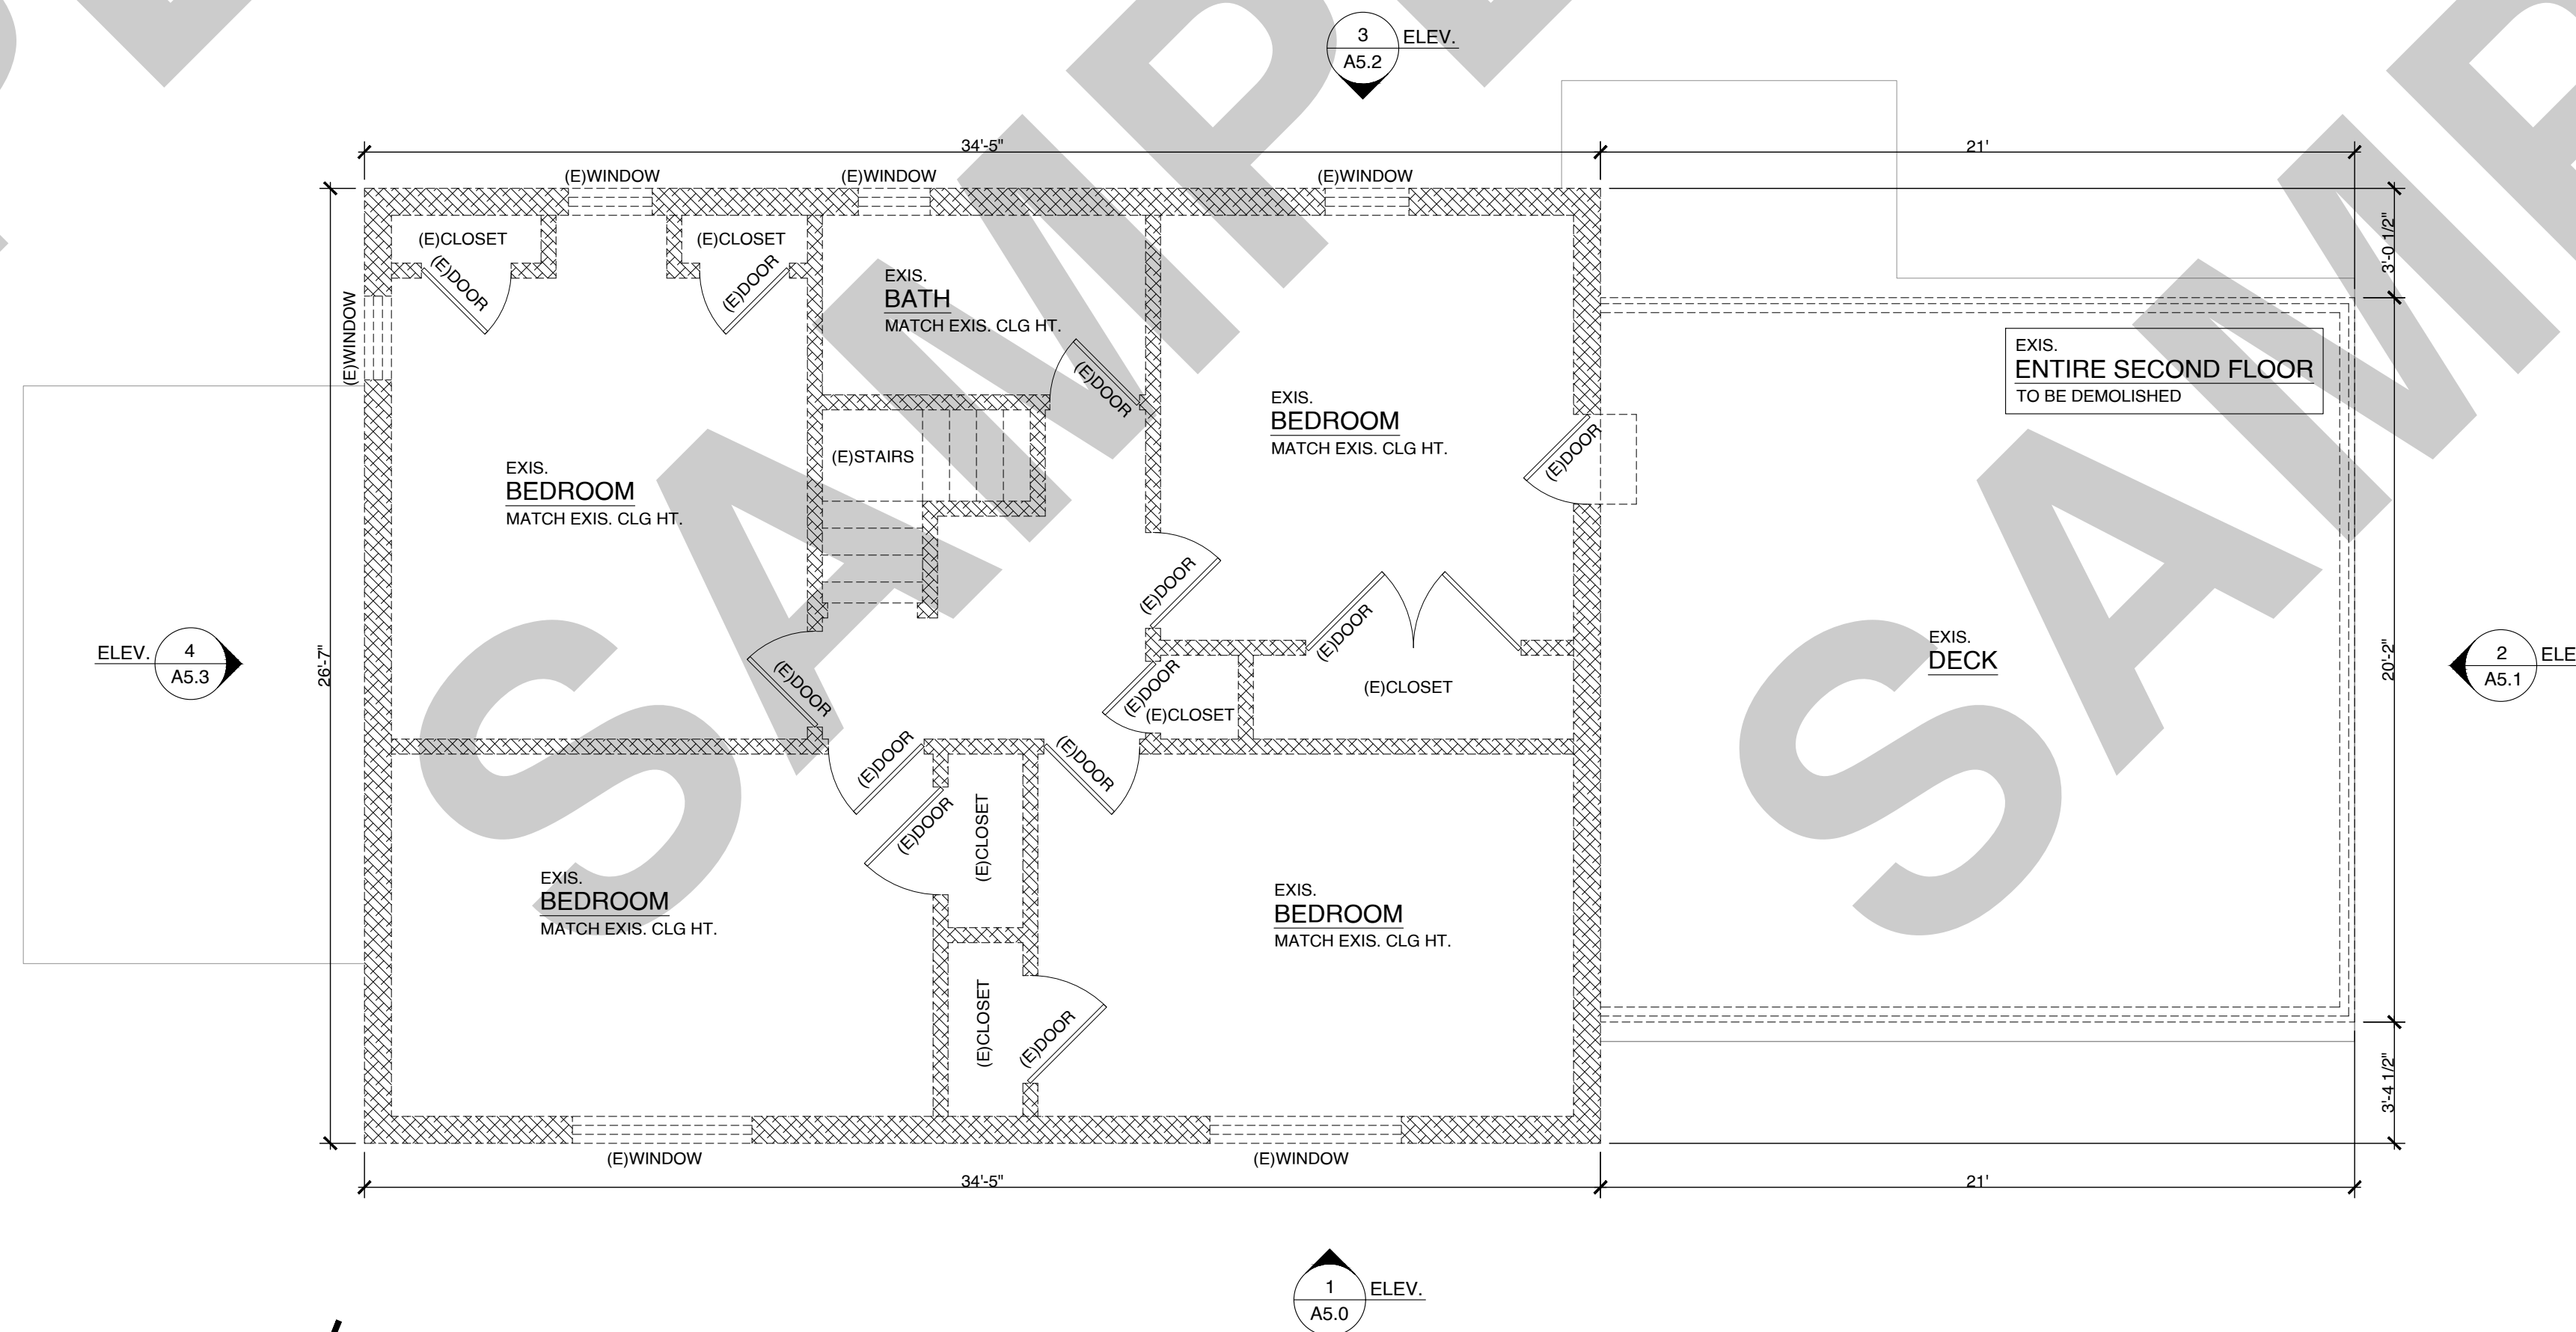 3
ELEV.
A5.2
34'-5"
21'
(E)WINDOW
(E)WINDOW
(E)WINDOW
(E)CLOSET
(E)DOOR
(E)CLOSET
(E)DOOR
(E)WINDOW
EXIS.
BATH
MATCH EXIS. CLG HT.
(E)DOOR
3'-0 1/2"
EXIS.
ENTIRE SECOND FLOOR
TO BE DEMOLISHED
EXIS.
BEDROOM
MATCH EXIS. CLG HT.
(E)DOOR
(E)STAIRS
EXIS.
BEDROOM
MATCH EXIS. CLG HT.
(E)DOOR
(E)DOOR
ELEV.
4
A5.3
26'-7"
(E)DOOR
(E)DOOR
(E)CLOSET
(E)CLOSET
EXIS.
DECK
20'-2"
2
ELE
A5.1
(E)DOOR
(E)DOOR
(E)DOOR
(E)CLOSET
EXIS.
BEDROOM
MATCH EXIS. CLG HT.
EXIS.
BEDROOM
MATCH EXIS. CLG HT.
(E)CLOSET
(E)DOOR
3'-4 1/2"
(E)WINDOW
(E)WINDOW
34'-5"
21'
1
ELEV.
A5.0
SAMPLE
SAMP